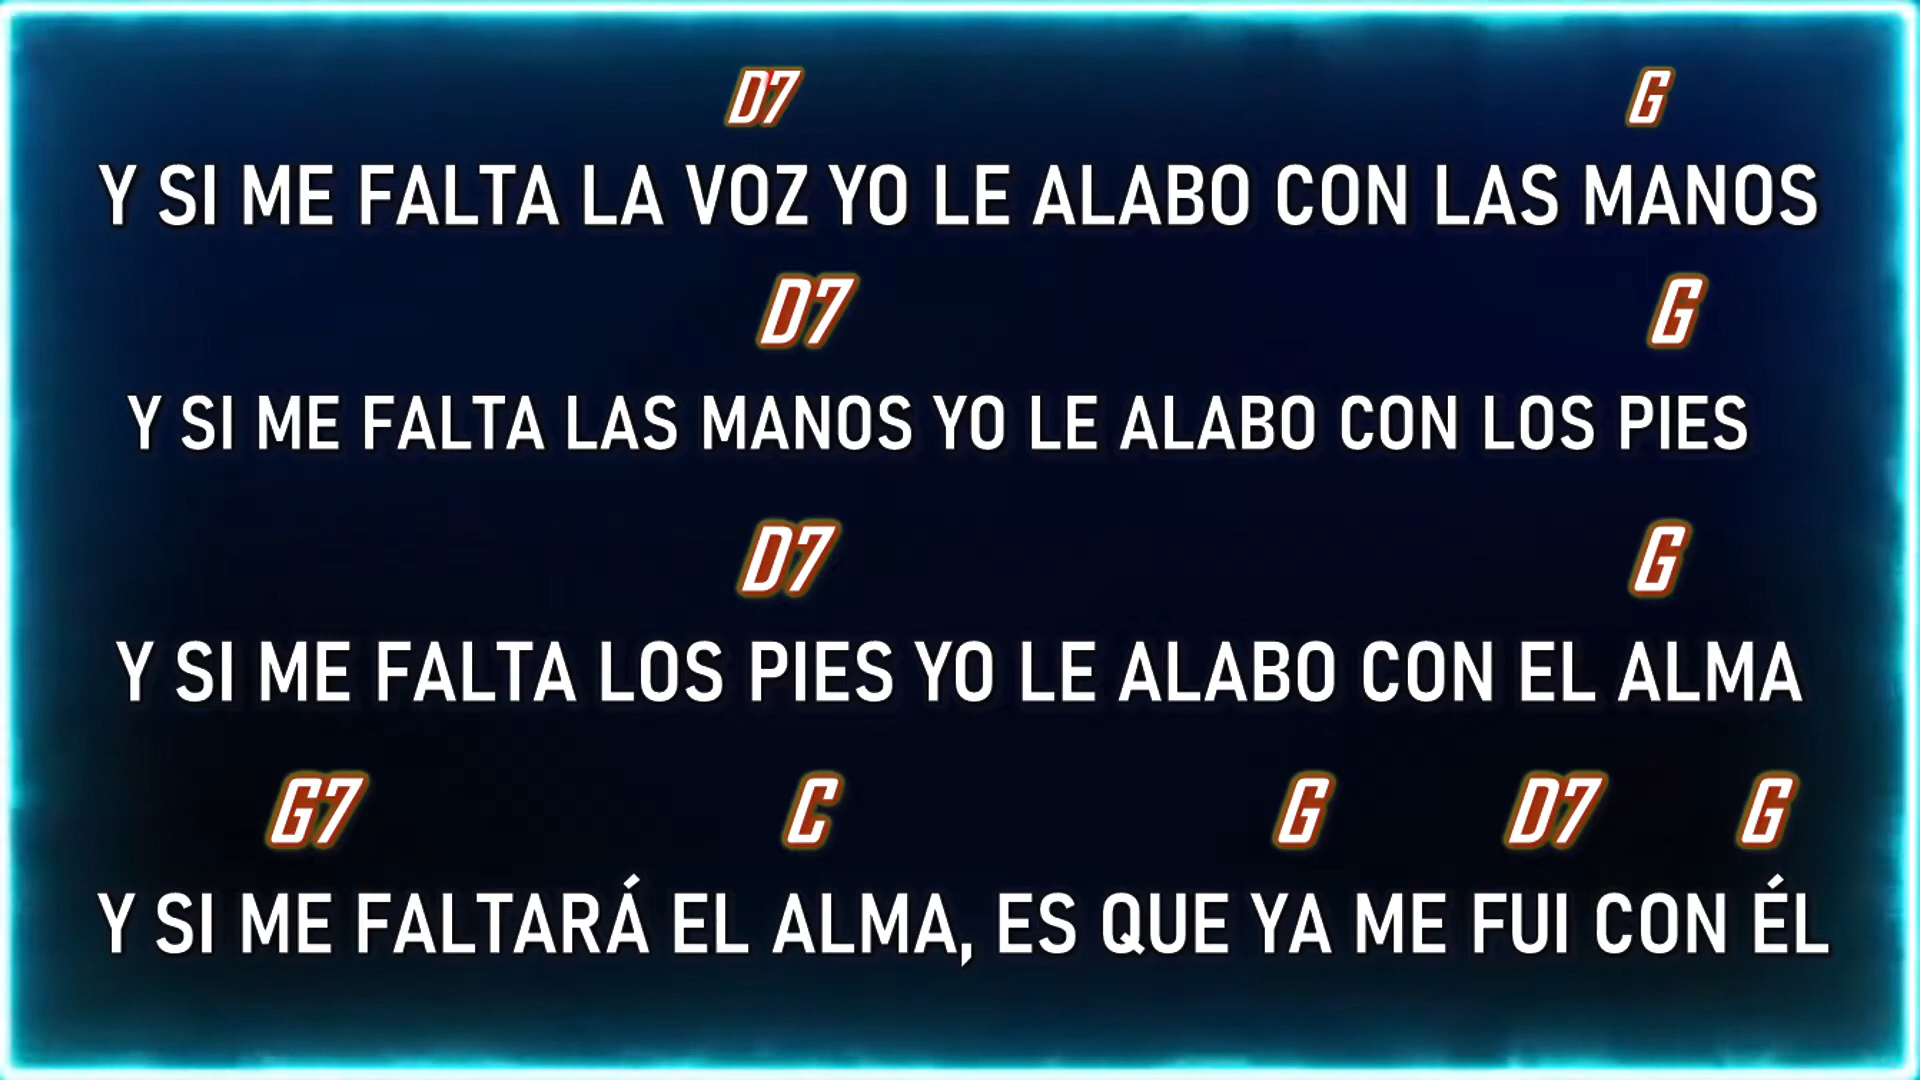 D7 G
Y SI ME FALTA LA VOZ YO LE ALABO CON LAS MANOS
D7 G
Y SI ME FALTA LAS MANOS YO LE ALABO CON LOS PIES
D7 G
Y SI ME FALTA LOS PIES YO LE ALABO CON EL ALMA
G7 C G D7 G
Y SI ME FALTARÁ EL ALMA, ES QUE YA ME FUI CON ÉL